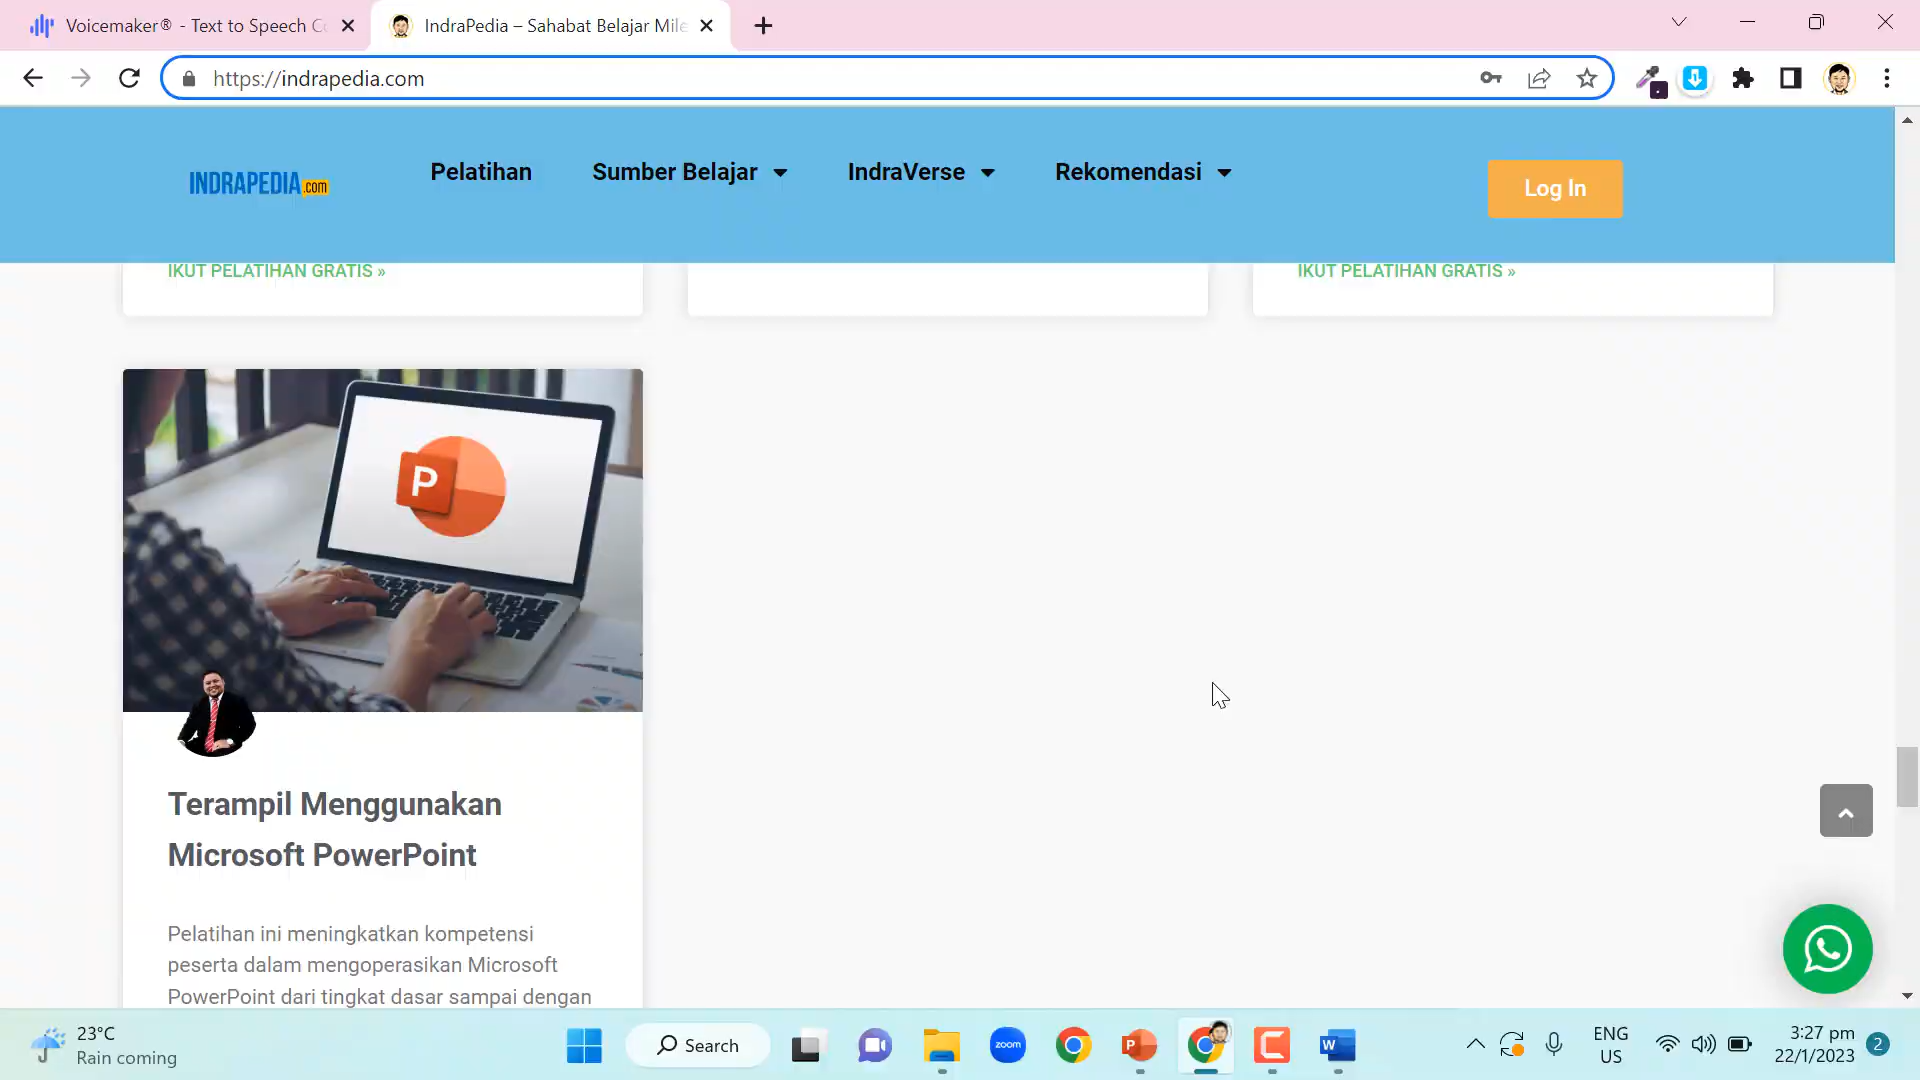 Voicemaker® - Text to Speech Co
IndraPedia – Sahabat Belajar Mile
https://indrapedia.com
INDRAPEDIA.com
Pelatihan
Sumber Belajar
IndraVerse
Rekomendasi
Log In
IKUT PELATIHAN GRATIS »
IKUT PELATIHAN GRATIS »
P
Terampil Menggunakan
Microsoft PowerPoint
Pelatihan ini meningkatkan kompetensi
peserta dalam mengoperasikan Microsoft
PowerPoint dari tingkat dasar sampai dengan
23°C
Rain coming
Search
zoom
P
W
ENG
US
3:27 pm
22/1/2023
2